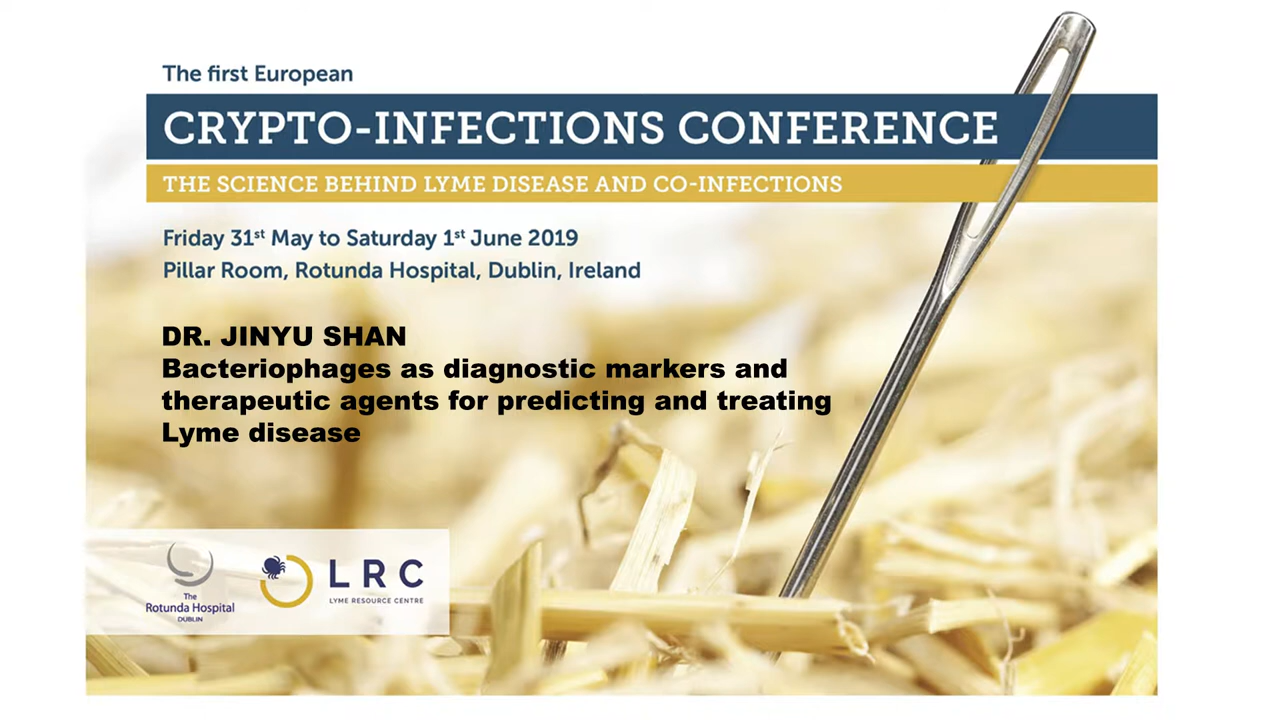 The first European
CRYPTO-INFECTIONS CONFERENCE
THE SCIENCE BEHIND LYME DISEASE AND CO-INFECTIONS
Friday 31st May to Saturday 1st June 2019
Pillar Room, Rotunda Hospital, Dublin, Ireland
DR. JINYU SHAN
Bacteriophages as diagnostic markers and
therapeutic agents for predicting and treating
Lyme disease
The
Rotunda Hospital
DUBLIN
LRC
LYME RESOURCE CENTRE